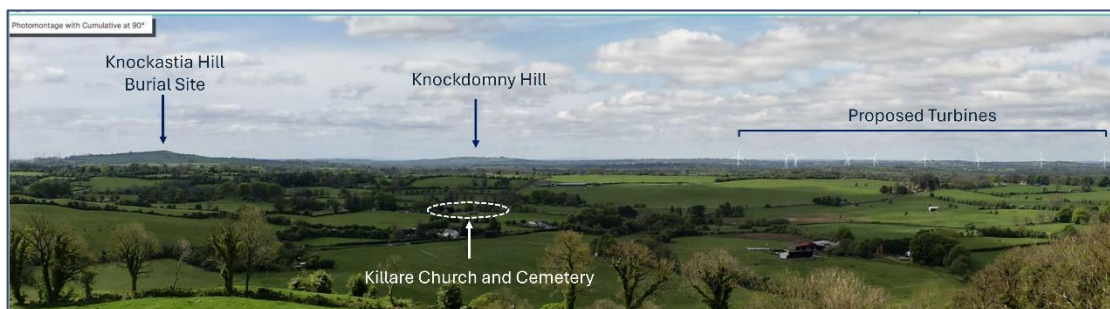 Photomontage with Cumulative at 90°
Knockastia Hill
Burial Site
Knockdomny Hill
Proposed Turbines
Killare Church and Cemetery